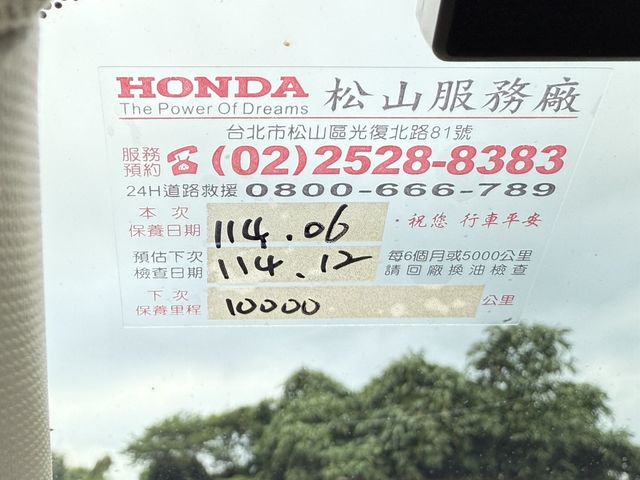 HONDA 松山服務廠
The Power Of Dreams
台北市松山區光復北路81號
服務預約 ☎ (02)2528-8383
24H道路救援 0800-666-789
本次保養日期 114.06 ·祝您 行車平安
預估下次檢查日期 114.12 每6個月或5000公里請回廠換油檢查
下次保養里程 10000 公里